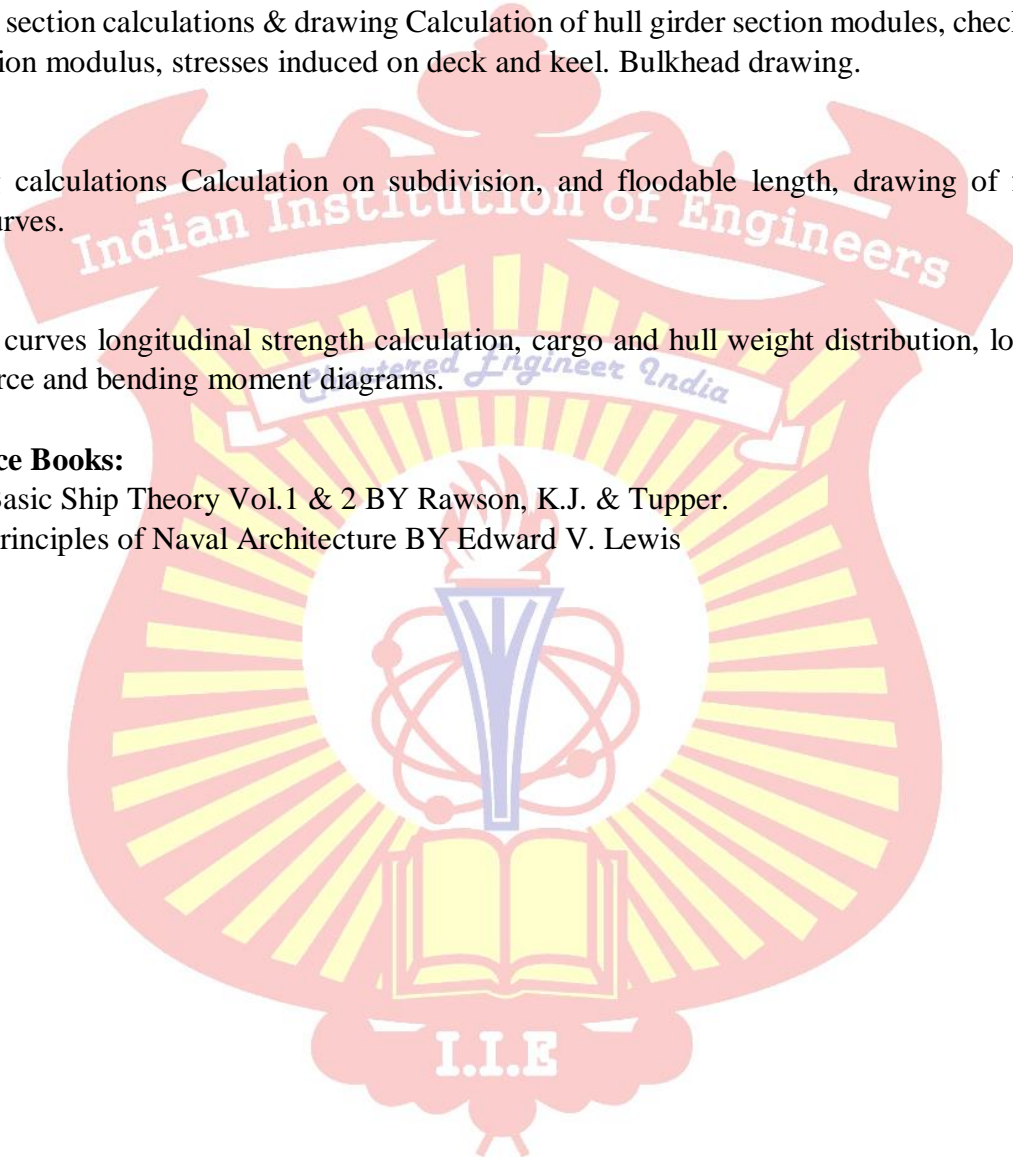 section calculations & drawing Calculation of hull girder section modules, check
ion modulus, stresses induced on deck and keel. Bulkhead drawing.
calculations Calculation on subdivision, and floodable length, drawing of
rves.
Indian Institution of Engineers
curves longitudinal strength calculation, cargo and hull weight distribution, lo
rce and bending moment diagrams.
Chartered Engineer India
ce Books:
Basic Ship Theory Vol.1 & 2 BY Rawson, K.J. & Tupper.
rinciples of Naval Architecture BY Edward V. Lewis
I.I.E